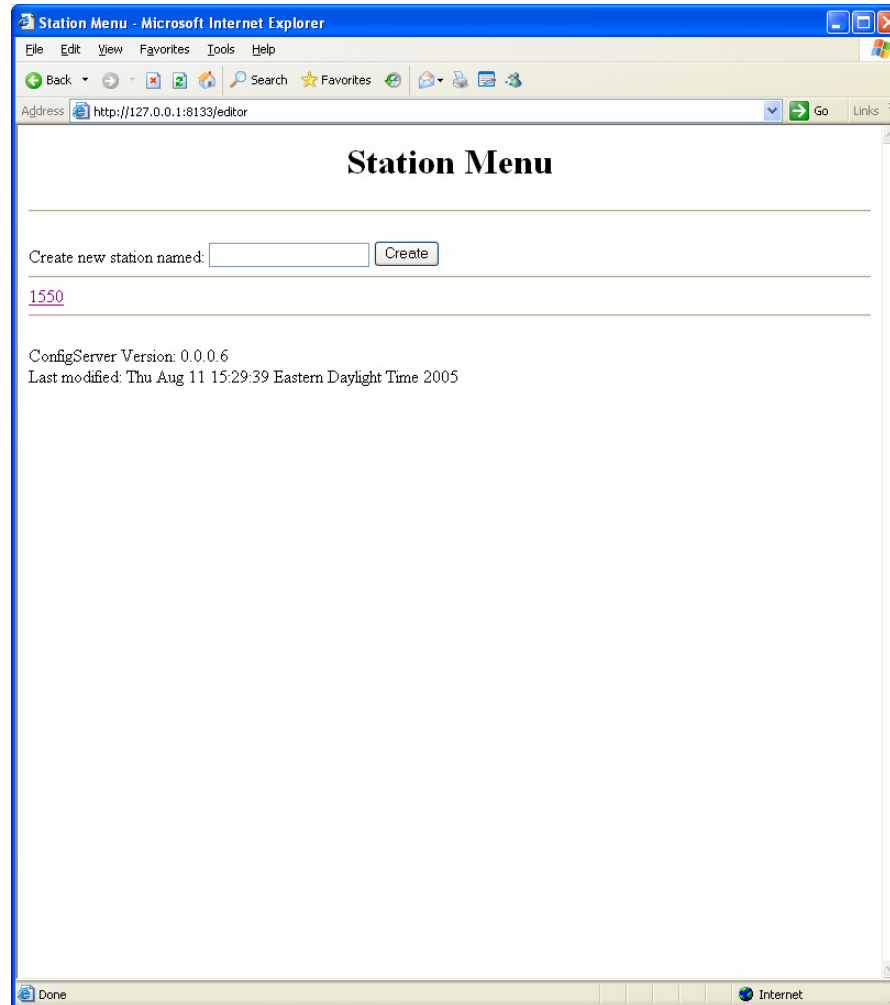 Station Menu - Microsoft Internet Explorer
File Edit View Favorites Tools Help
Back Search Favorites
Address http://127.0.0.1:8133/editor Go Links
Station Menu
Create new station named: Create
1550
ConfigServer Version: 0.0.0.6
Last modified: Thu Aug 11 15:29:39 Eastern Daylight Time 2005
Done Internet